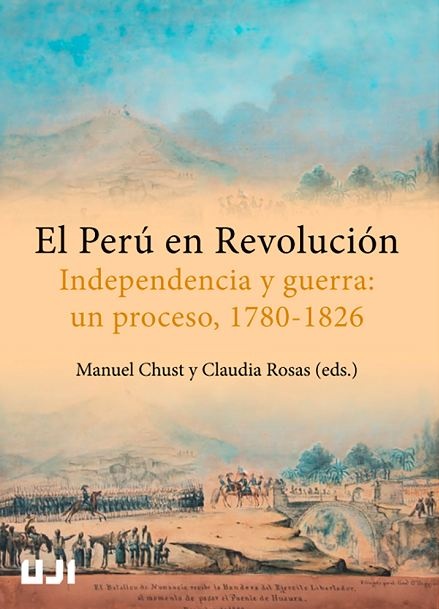 El Perú en Revolución
Independencia y guerra:
un proceso, 1780-1826
Manuel Chust y Claudia Rosas (eds.)
UJI
El Batallon de Numancia recibe la Bandera del Ejercito Libertador,
al momento de pasar el Puente de Huaura.